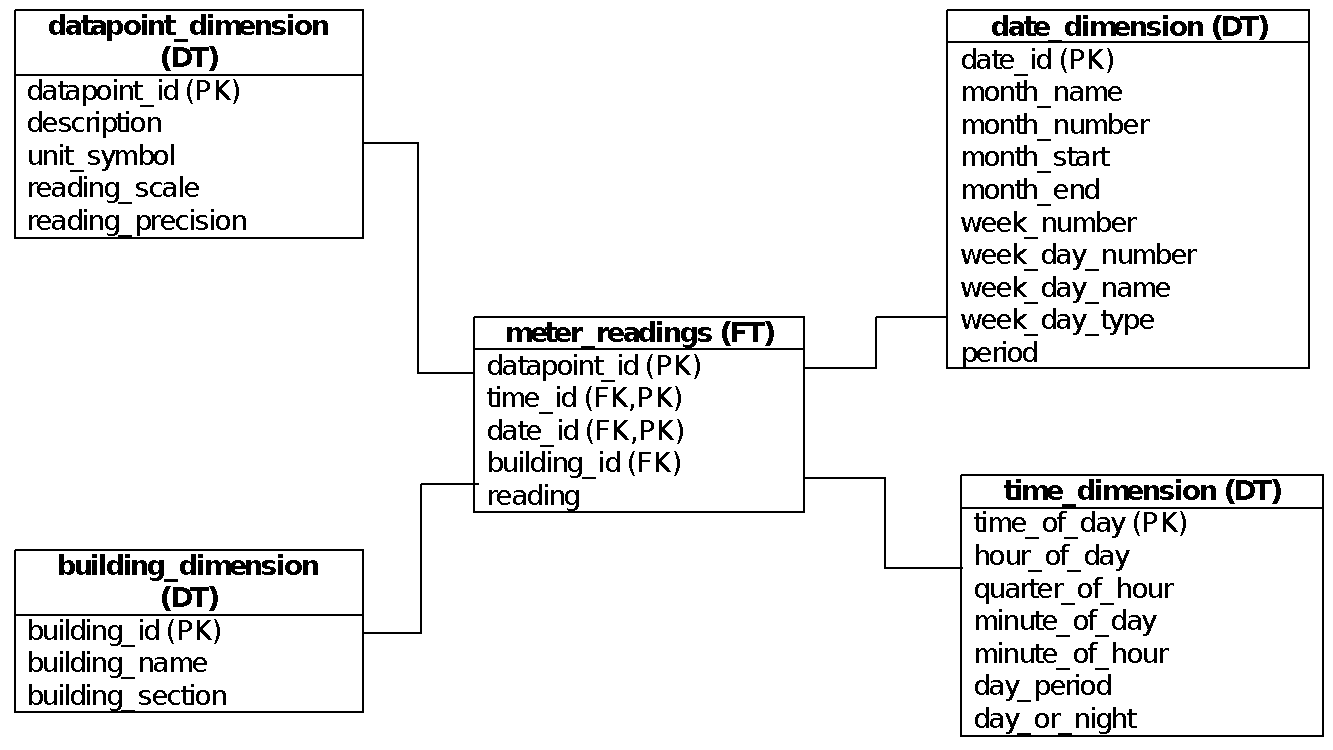 datapoint_dimension
(DT)
datapoint_id (PK)
description
unit_symbol
reading_scale
reading_precision
date_dimension (DT)
date_id (PK)
month_name
month_number
month_start
month_end
week_number
week_day_number
week_day_name
week_day_type
period
meter_readings (FT)
datapoint_id (PK)
time_id (FK,PK)
date_id (FK,PK)
building_id (FK)
reading
building_dimension
(DT)
building_id (PK)
building_name
building_section
time_dimension (DT)
time_of_day (PK)
hour_of_day
quarter_of_hour
minute_of_day
minute_of_hour
day_period
day_or_night